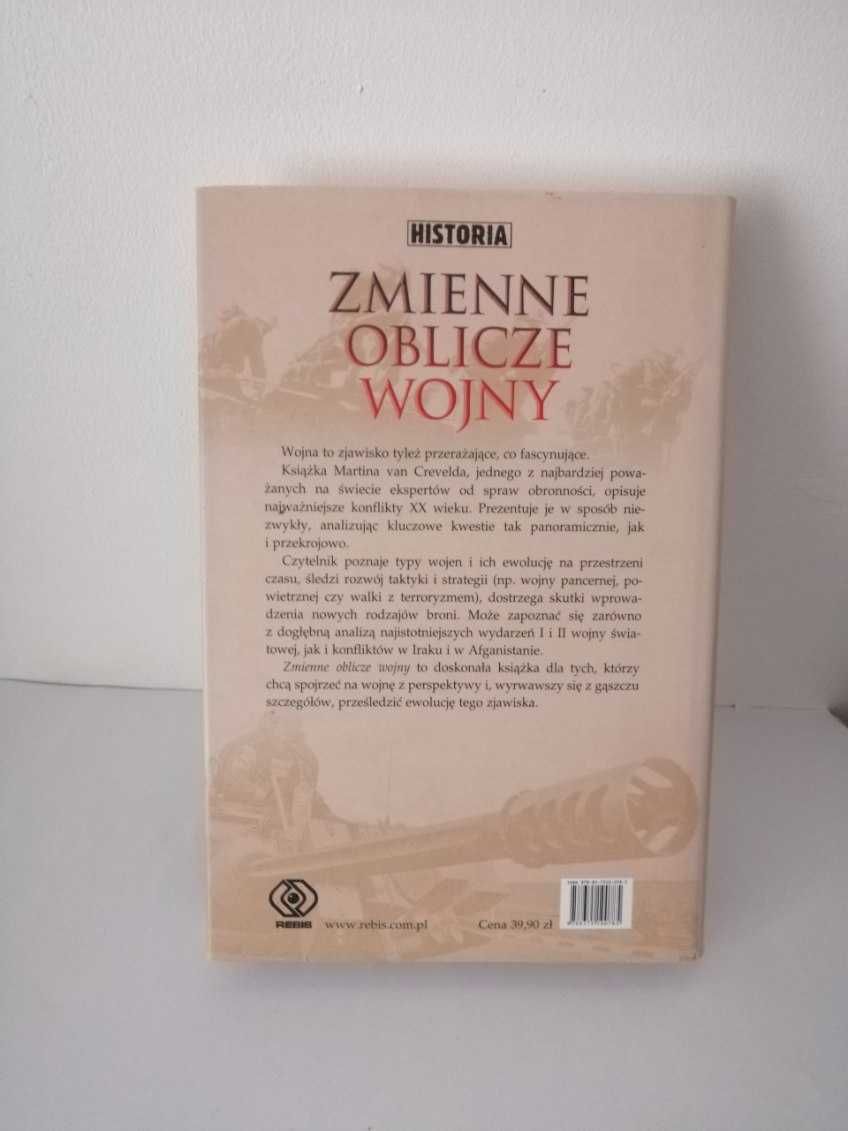 HISTORIA
ZMIENNE
OBLICZE
WOJNY
Wojna to zjawisko tyleż przerażające, co fascynujące.
Książka Martina van Crevelda, jednego z najbardziej powa-
żanych na świecie ekspertów od spraw obronności, opisuje
najważniejsze konflikty XX wieku. Prezentuje je w sposób nie-
zwykły, analizując kluczowe kwestie tak panoramicznie, jak
i przekrojowo.
Czytelnik poznaje typy wojen i ich ewolucję na przestrzeni
czasu, śledzi rozwój taktyki i strategii (np. wojny pancernej, po-
wietrznej czy walki z terroryzmem), dostrzega skutki wprowa-
dzenia nowych rodzajów broni. Może zapoznać się zarówno
z dogłębną analizą najistotniejszych wydarzeń I i II wojny świa-
towej, jak i konfliktów w Iraku i w Afganistanie.
Zmienne oblicze wojny to doskonała książka dla tych, którzy
chcą spojrzeć na wojnę z perspektywy i, wyrwawszy się z gąszczu
szczegółów, prześledzić ewolucję tego zjawiska.
REBIS
www.rebis.com.pl
Cena 39,90 zł
ISBN